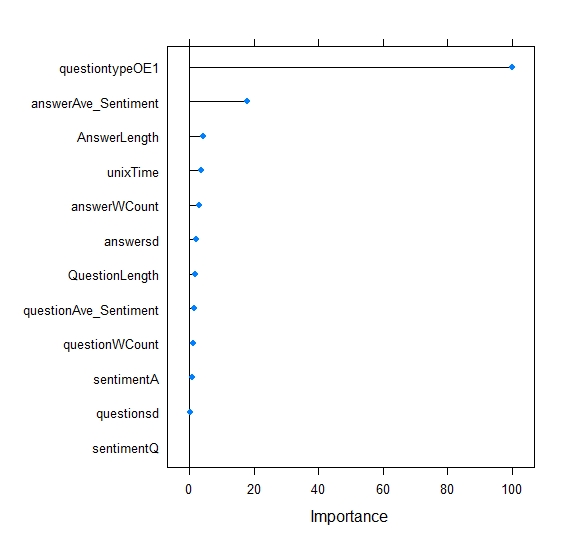 questiontypeOE1
answerAve_Sentiment
AnswerLength
unixTime
answerWCount
answersd
QuestionLength
questionAve_Sentiment
questionWCount
sentimentA
questionsd
sentimentQ
0 20 40 60 80 100
Importance